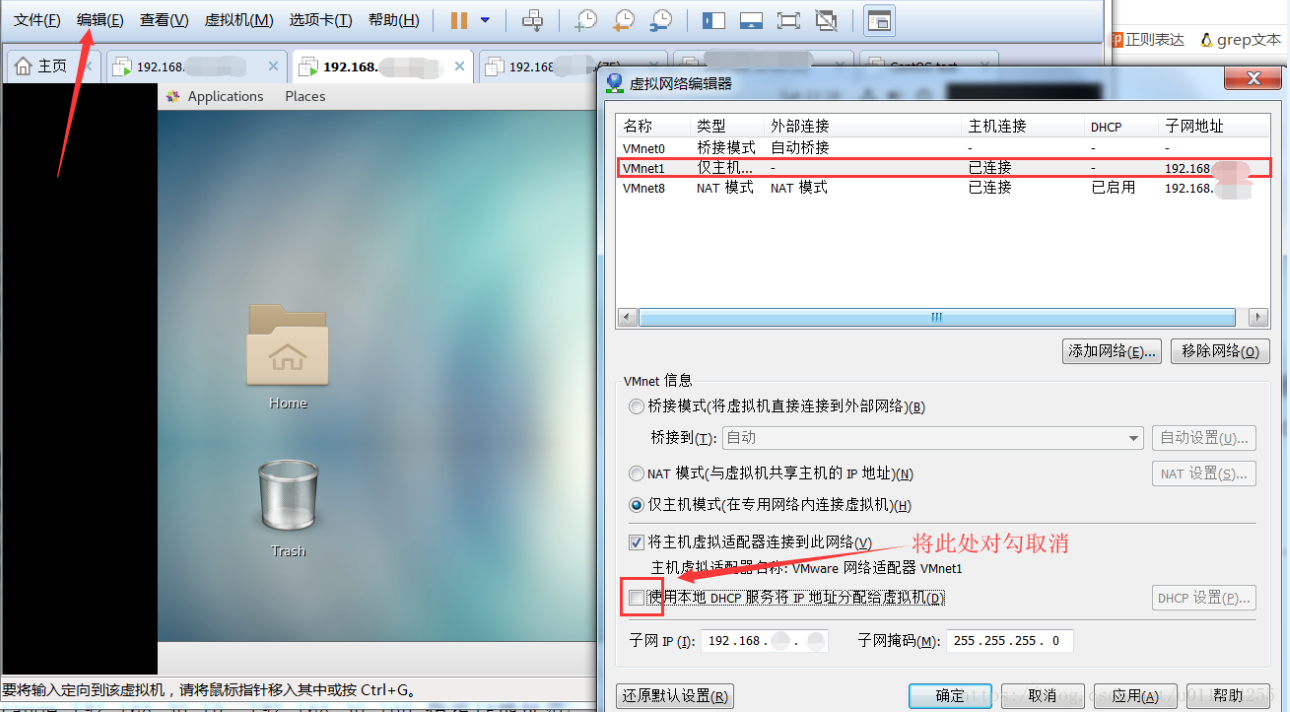 文件(F) 编辑(E) 查看(V) 虚拟机(M) 选项卡(T) 帮助(H)
正则表达 grep文本
主页 192.168. 192.168. 192.168
Applications Places
虚拟网络编辑器
名称 类型 外部连接 主机连接 DHCP 子网地址
VMnet0 桥接模式 自动桥接 - - -
VMnet1 仅主机... - 已连接 - 192.168
VMnet8 NAT 模式 NAT 模式 已连接 已启用 192.168.
添加网络(E)... 移除网络(O)
VMnet 信息
桥接模式(将虚拟机直接连接到外部网络)(B)
桥接到(T): 自动 自动设置(U)...
NAT 模式(与虚拟机共享主机的 IP 地址)(N) NAT 设置(S)...
仅主机模式(在专用网络内连接虚拟机)(H)
将主机虚拟适配器连接到此网络(V) 将此处对勾取消
主机虚拟适配器名称: VMware 网络适配器 VMnet1
使用本地 DHCP 服务将 IP 地址分配给虚拟机(D) DHCP 设置(P)...
子网 IP (I): 192.168. . 子网掩码(M): 255.255.255. 0
还原默认设置(R) 确定 取消 应用(A) 帮助
Home
Trash
要将输入定向到该虚拟机，请将鼠标指针移入其中或按 Ctrl+G。